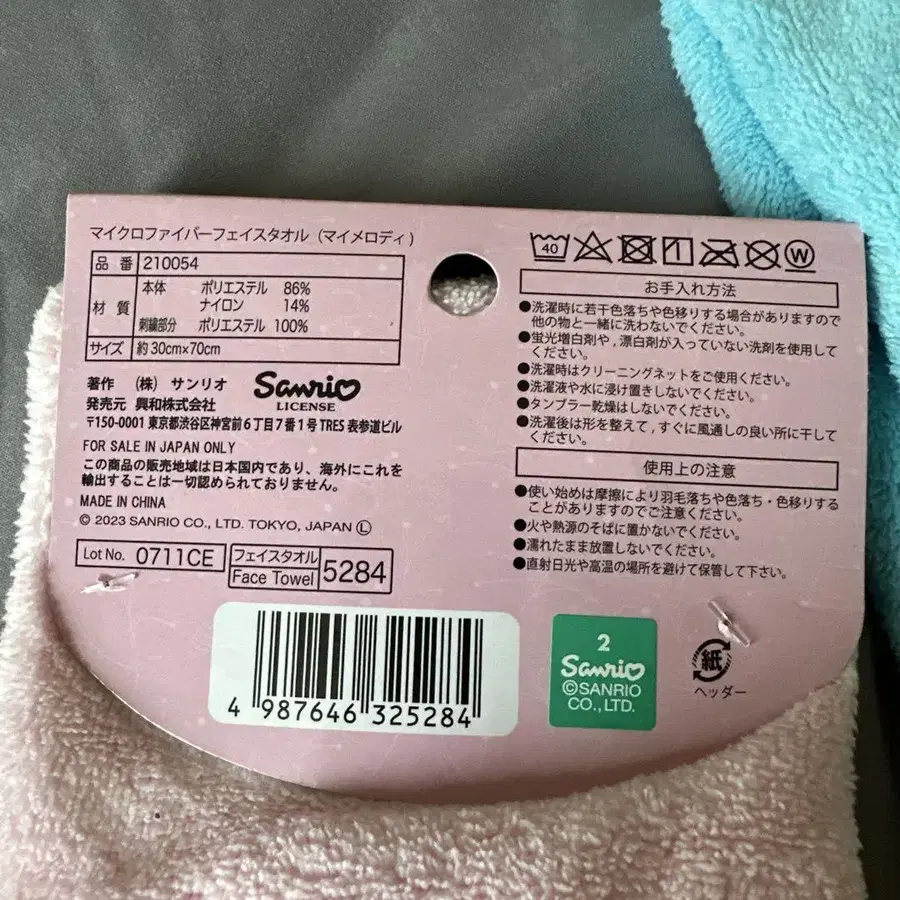 マイクロファイバーフェイスタオル（マイメロディ）
品 番 210054
材 質
本体 ポリエステル 86%
ナイロン 14%
刺繍部分 ポリエステル 100%
サイズ 約30cm×70cm
著作 （株）サンリオ
発売元 興和株式会社
Sanrio
LICENSE
〒150-0001 東京都渋谷区神宮前6丁目7番1号TRES 表参道ビル
FOR SALE IN JAPAN ONLY
この商品の販売地域は日本国内であり、海外にこれを
輸出することは一切認められておりません。
MADE IN CHINA
© 2023 SANRIO CO., LTD. TOKYO, JAPAN Ⓛ
Lot No. 0711CE
フェイスタオル
Face Towel
5284
4 987646 325284
40
W
お手入れ方法
●洗濯時に若干色落ちや色移りする場合がありますので
他の物と一緒に洗わないでください。
●蛍光増白剤や,漂白剤が入っていない洗剤を使用して
ください。
●洗濯時はクリーニングネットをご使用ください。
●洗濯液や水に浸け置きしないでください。
●タンブラー乾燥はしないでください。
●洗濯後は形を整えて,すぐに風通しの良い所に干して
ください。
使用上の注意
●使い始めは摩擦により羽毛落ちや色落ち・色移りする
ことがありますのでご注意ください。
●火や熱源のそばに置かないでください。
●濡れたまま放置しないでください。
●直射日光や高温の場所を避けて保管して下さい。
2
Sanrio
©SANRIO
CO.,LTD.
紙
ヘッダー